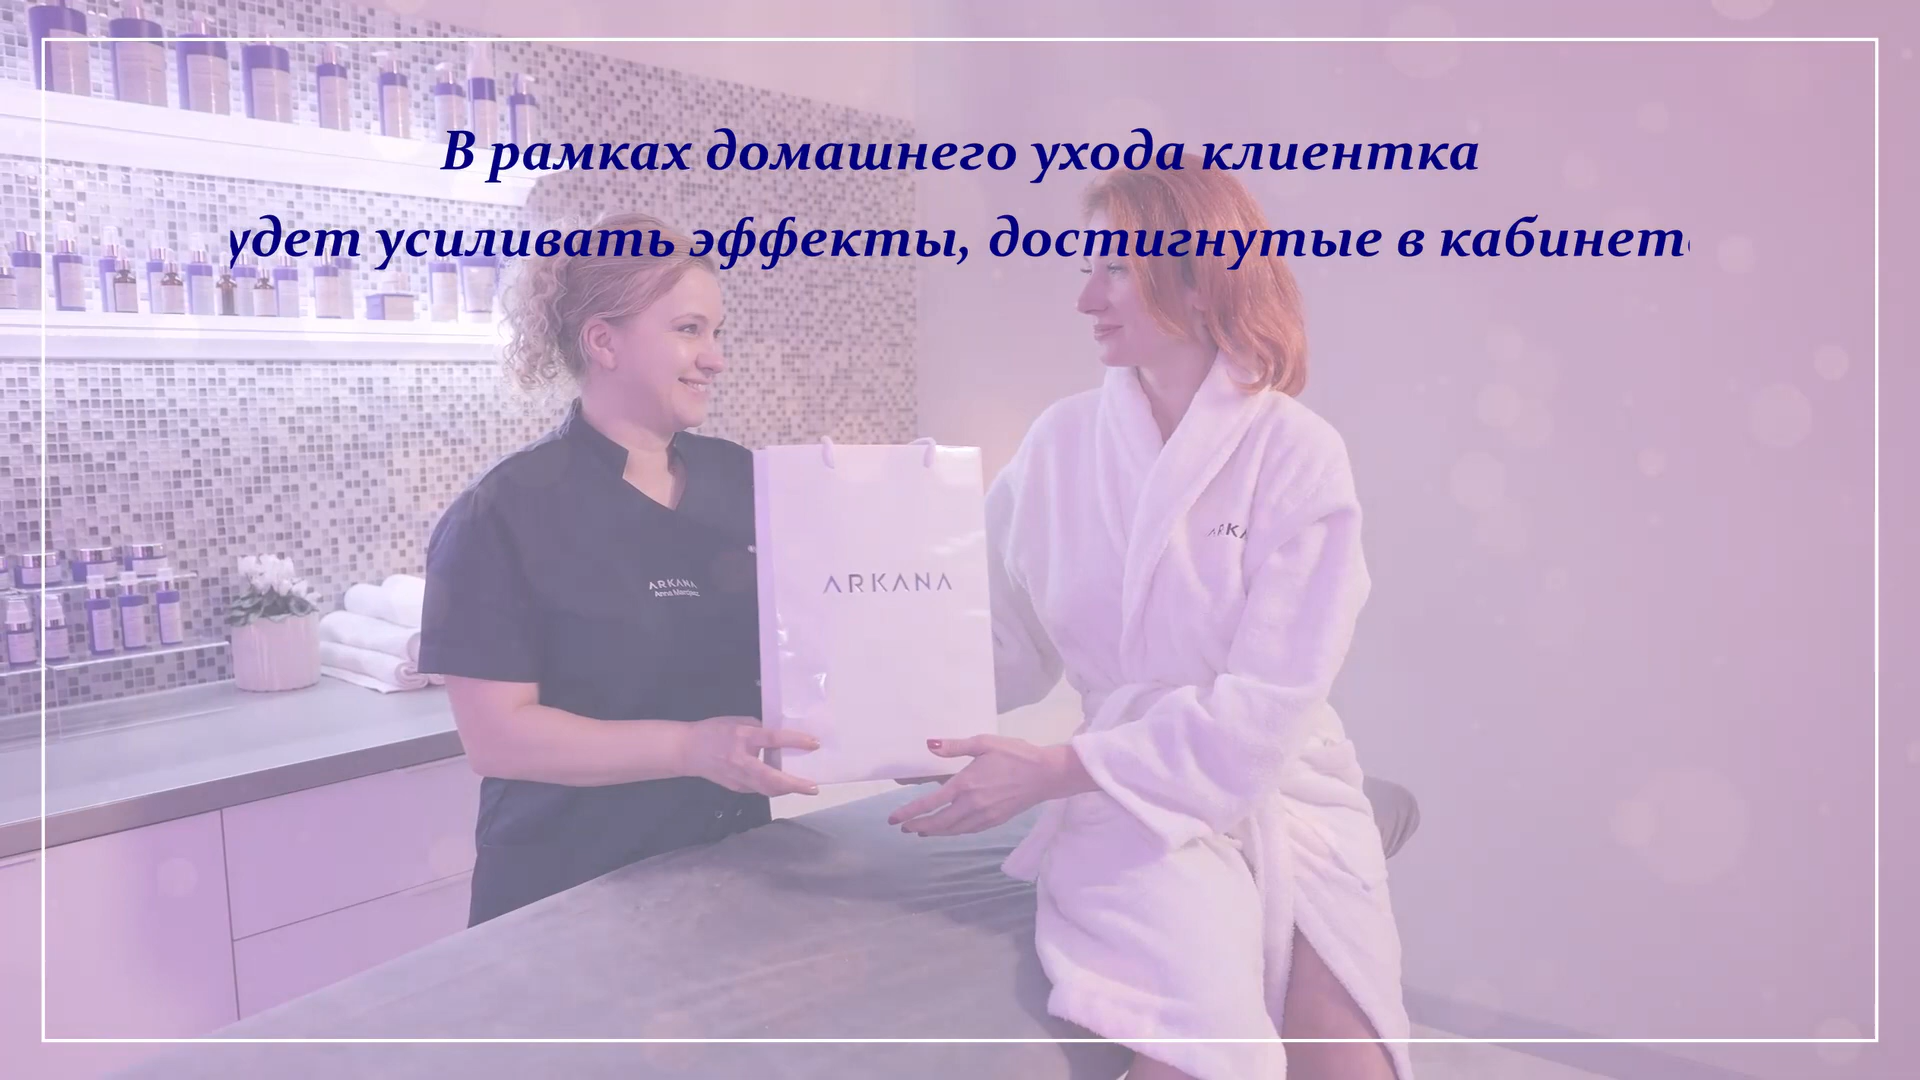 В рамках домашнего ухода клиентка
удет усиливать эффекты, достигнутые в кабинет
ARKANA
ARKANA
ARKA